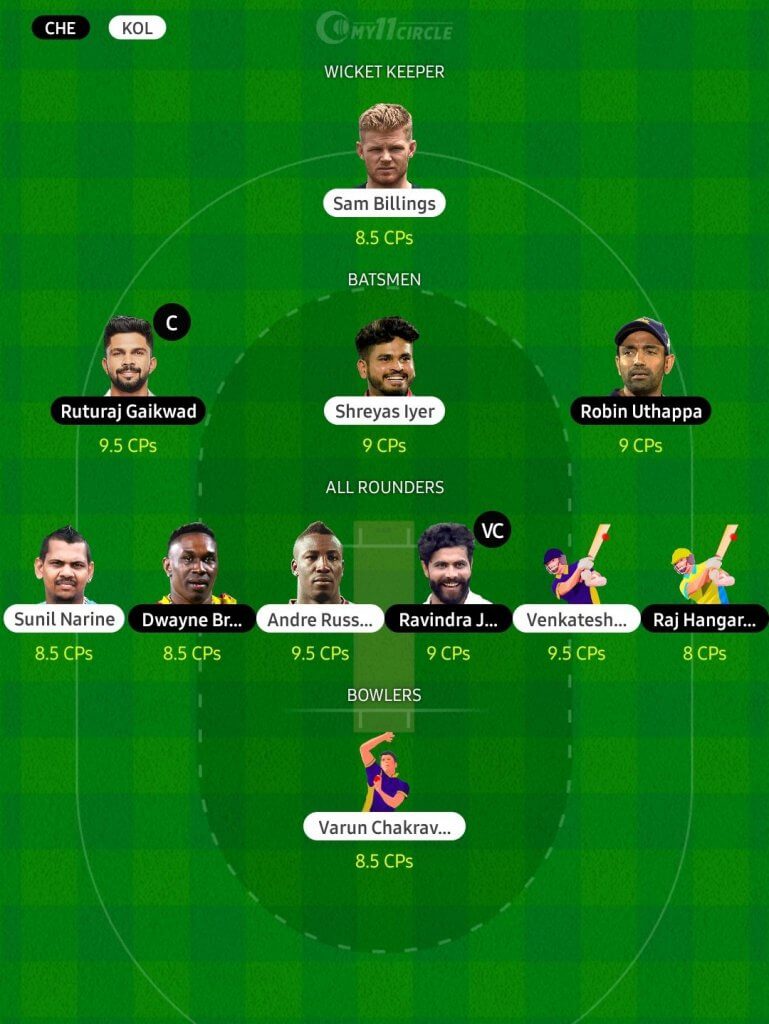 CHE KOL MY11CIRCLE
WICKET KEEPER
Sam Billings
8.5 CPs
BATSMEN
C
Ruturaj Gaikwad Shreyas Iyer Robin Uthappa
9.5 CPs 9 CPs 9 CPs
ALL ROUNDERS
VC
Sunil Narine Dwayne Br... Andre Russ... Ravindra J... Venkatesh... Raj Hangar...
8.5 CPs 8.5 CPs 9.5 CPs 9 CPs 9.5 CPs 8 CPs
BOWLERS
Varun Chakrav...
8.5 CPs